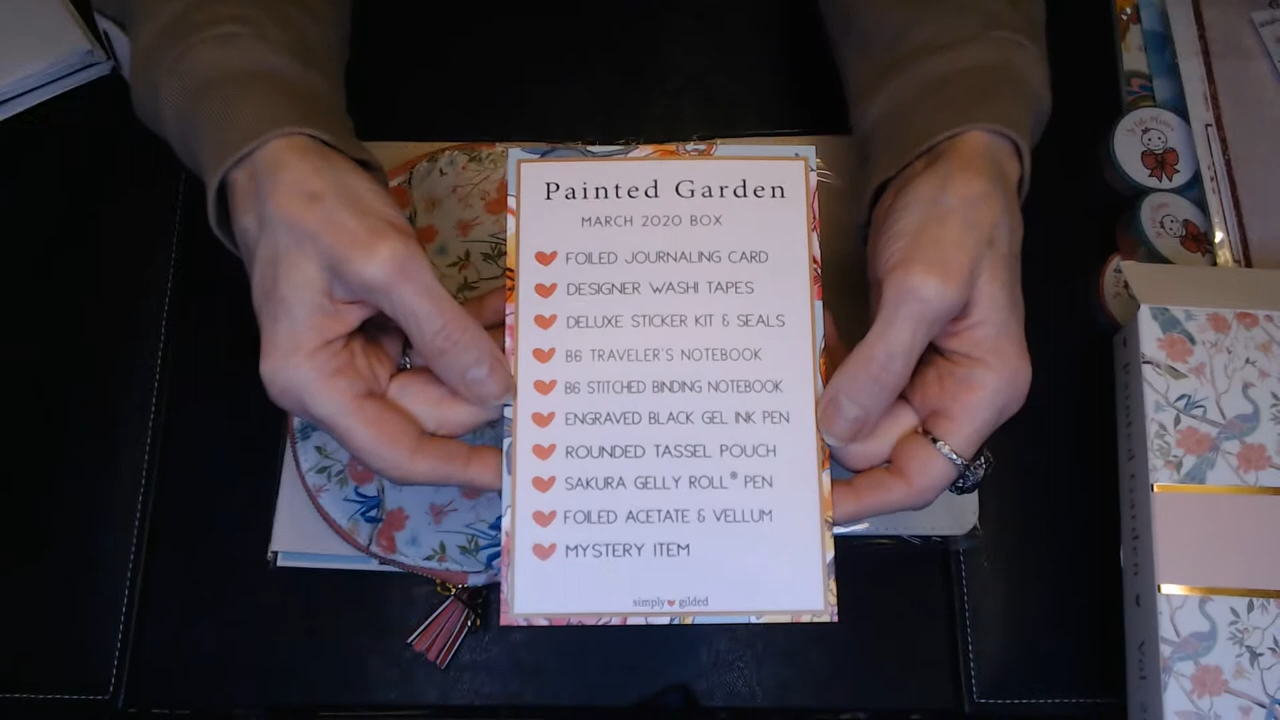 Painted Garden
MARCH 2020 BOX
FOILED JOURNALING CARD
DESIGNER WASHI TAPES
DELUXE STICKER KIT & SEALS
B6 TRAVELER'S NOTEBOOK
B6 STITCHED BINDING NOTEBOOK
ENGRAVED BLACK GEL INK PEN
ROUNDED TASSEL POUCH
SAKURA GELLY ROLL® PEN
FOILED ACETATE & VELLUM
MYSTERY ITEM
simply gilded
Painted Garden